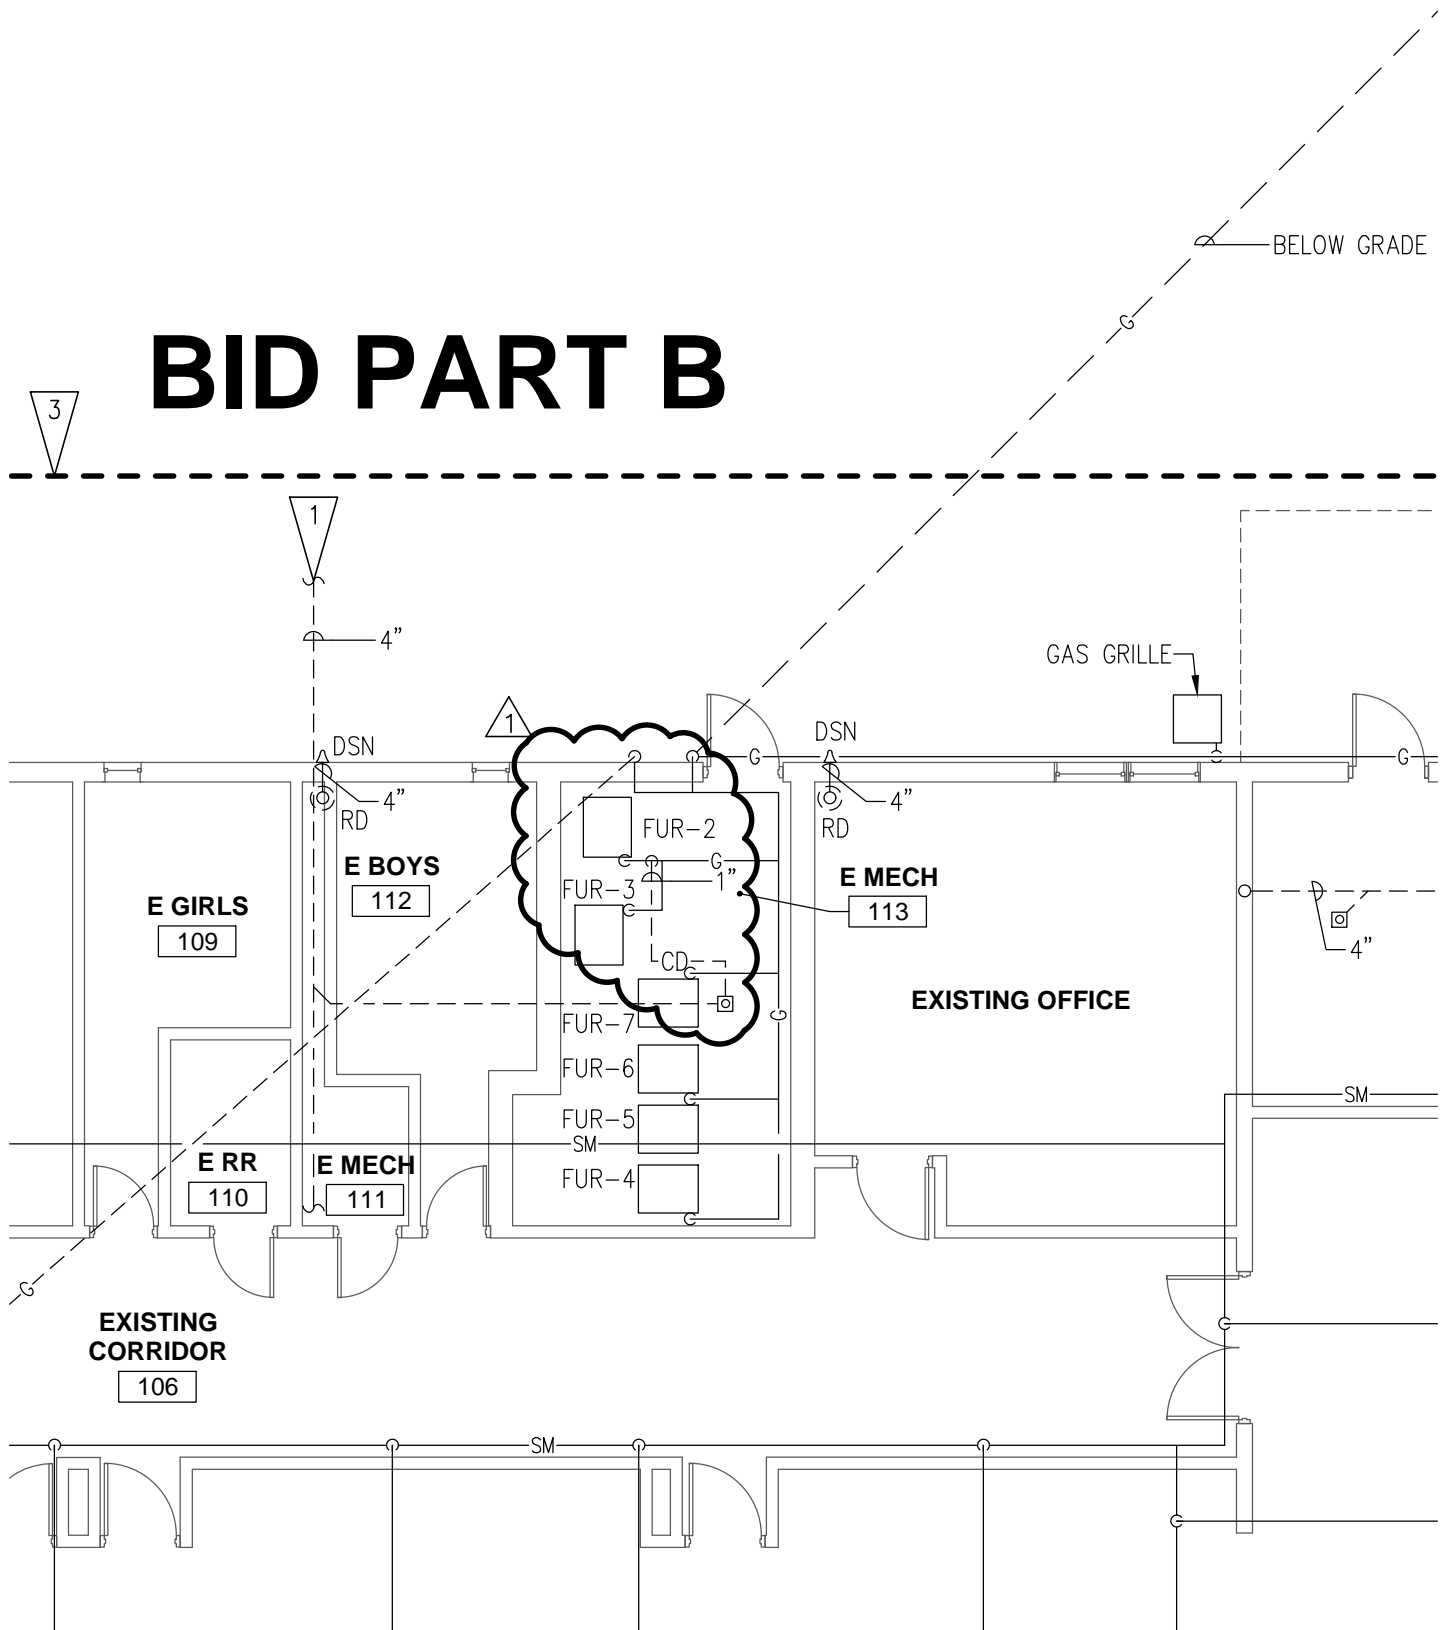 BELOW GRADE
G
BID PART B
3
1
4”
GAS GRILLE
1
DSN
G
DSN
G
4”
RD
FUR-2
4”
RD
E BOYS
112
G
FUR-3
1”
E MECH
113
E GIRLS
109
4”
CD
EXISTING OFFICE
FUR-7
G
FUR-6
SM
FUR-5
SM
E RR
110
E MECH
111
FUR-4
G
EXISTING
CORRIDOR
106
SM